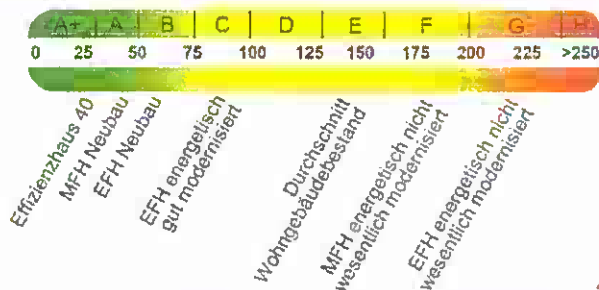 A+ A B C D E F G H
0 25 50 75 100 125 150 175 200 225 >250
Effizienzhaus 40
MFH Neubau
EFH Neubau
EFH energetisch
gut modernisiert
Durchschnitt
Wohngebäudebestand
MFH energetisch nicht
wesentlich modernisiert
EFH energetisch nicht
wesentlich modernisiert